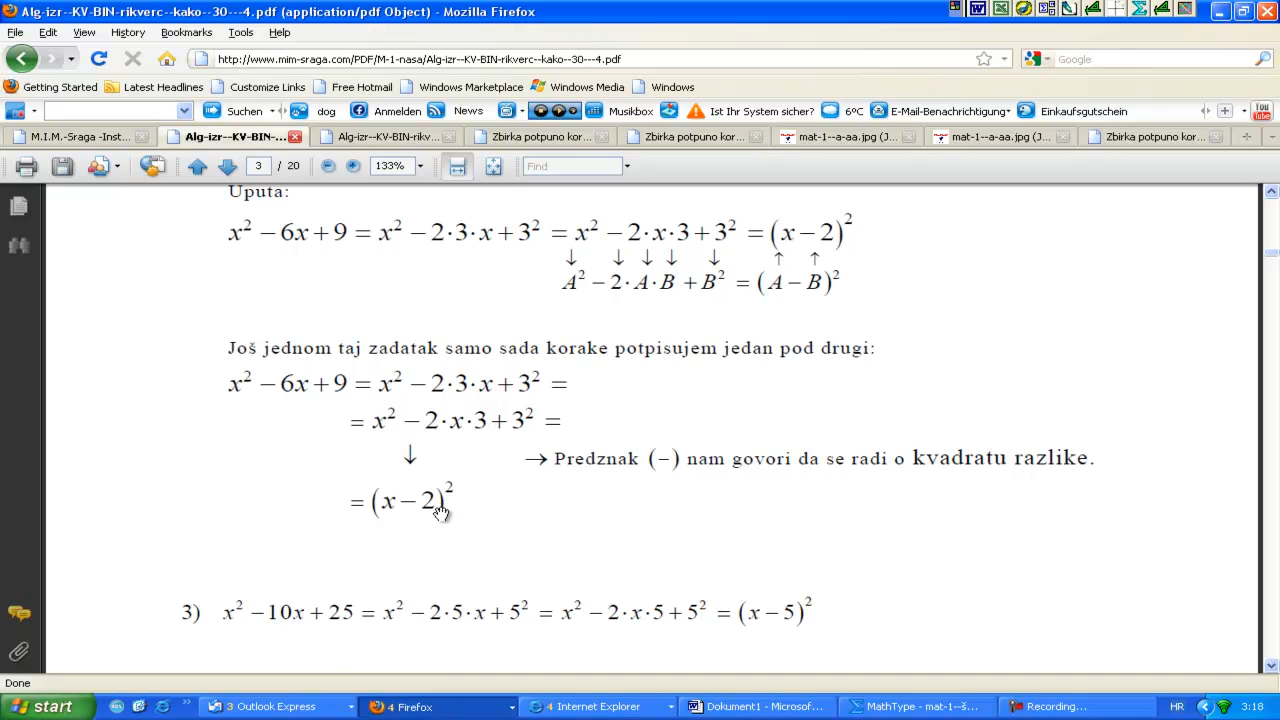 Alg-izr--KV-BIN-rikverc--kako--30---4.pdf (application/pdf Object) - Mozilla Firefox
File Edit View History Bookmarks Tools Help
http://www.mim-sraga.com/PDF/M-1-nasa/Alg-izr--KV-BIN-rikverc--kako--30---4.pdf
Google
Getting Started Latest Headlines Customize Links Free Hotmail Windows Marketplace Windows Media Windows
Suchen dog Anmelden News Musikbox Ist Ihr System sicher? 6ºC E-Mail-Benachrichtigung Einkaufsgutschein You Tube
M.I.M.-Sraga -Inst... Alg-izr--KV-BIN-... Alg-izr--KV-BIN-rikv... Zbirka potpuno kor... Zbirka potpuno kor... mat-1--a-aa.jpg (J... mat-1--a-aa.jpg (J... Zbirka potpuno kor...
3 / 20 133% Find
Uputa:
x² − 6x + 9 = x² − 2·3·x + 3² = x² − 2·x·3 + 3² = (x − 2)²
↓ ↓ ↓ ↓ ↓ ↑ ↑
A² − 2·A·B + B² = (A − B)²
Još jednom taj zadatak samo sada korake potpisujem jedan pod drugi:
x² − 6x + 9 = x² − 2·3·x + 3² =
= x² − 2·x·3 + 3² =
↓ → Predznak (−) nam govori da se radi o kvadratu razlike.
= (x − 2)²
3) x² − 10x + 25 = x² − 2·5·x + 5² = x² − 2·x·5 + 5² = (x − 5)²
Done
start 3 Outlook Express 4 Firefox 4 Internet Explorer Dokument1 - Microsof... MathType - mat-1--š... Recording... HR 3:18